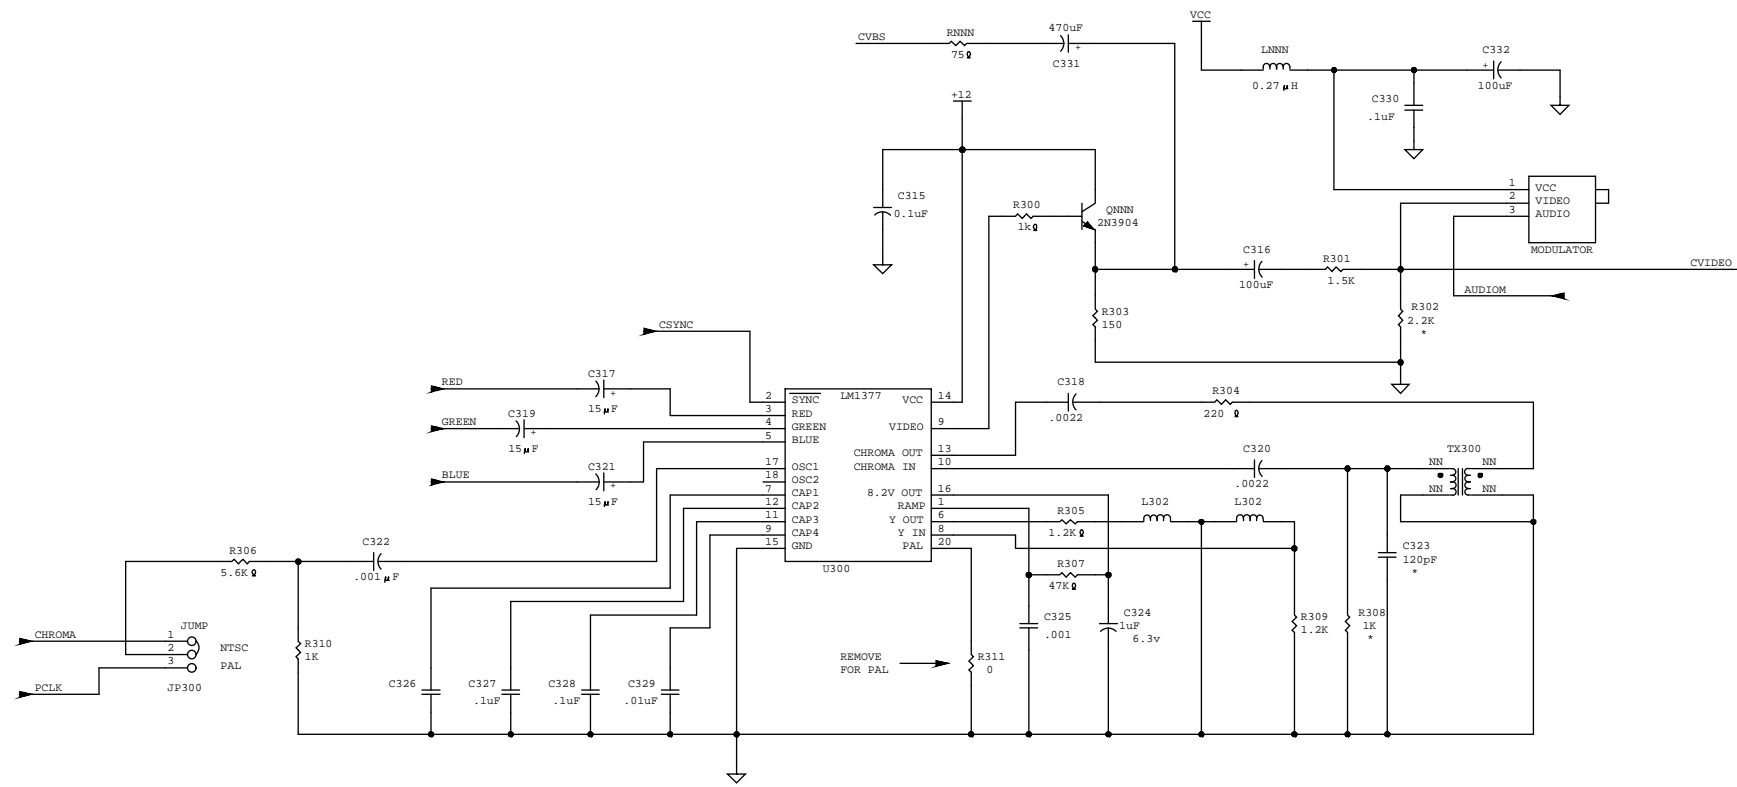 VCC
470uF
CVBS
RNNN
75Ω
C331
+
LNNN
0.27μH
C332
+
100uF
C330
.1uF
+12
C315
0.1uF
R300
1kΩ
QNNN
2N3904
1 VCC
2 VIDEO
3 AUDIO
MODULATOR
C316
+
100uF
R301
1.5K
CVIDEO
AUDIOM
R302
2.2K
*
R303
150
CSYNC
RED
C317
+
15μF
GREEN
C319
+
15μF
BLUE
C321
+
15μF
LM1377
2 SYNC
3 RED
4 GREEN
5 BLUE
17 OSC1
18 OSC2
7 CAP1
12 CAP2
11 CAP3
9 CAP4
15 GND
VCC 14
VIDEO 9
CHROMA OUT 13
CHROMA IN 10
8.2V OUT 16
RAMP 1
Y OUT 6
Y IN 8
PAL 20
U300
C318
.0022
R304
220 Ω
C320
.0022
TX300
NN NN
NN NN
R305
1.2KΩ
L302
L302
R307
47KΩ
C323
120pF
*
C325
.001
C324
1uF
6.3v
R309
1.2K
R308
1K
*
R306
5.6KΩ
C322
.001μF
CHROMA
JUMP
1
2
3
NTSC
PAL
JP300
PCLK
R310
1K
C326
C327
.1uF
C328
.1uF
C329
.01uF
REMOVE
FOR PAL
R311
0